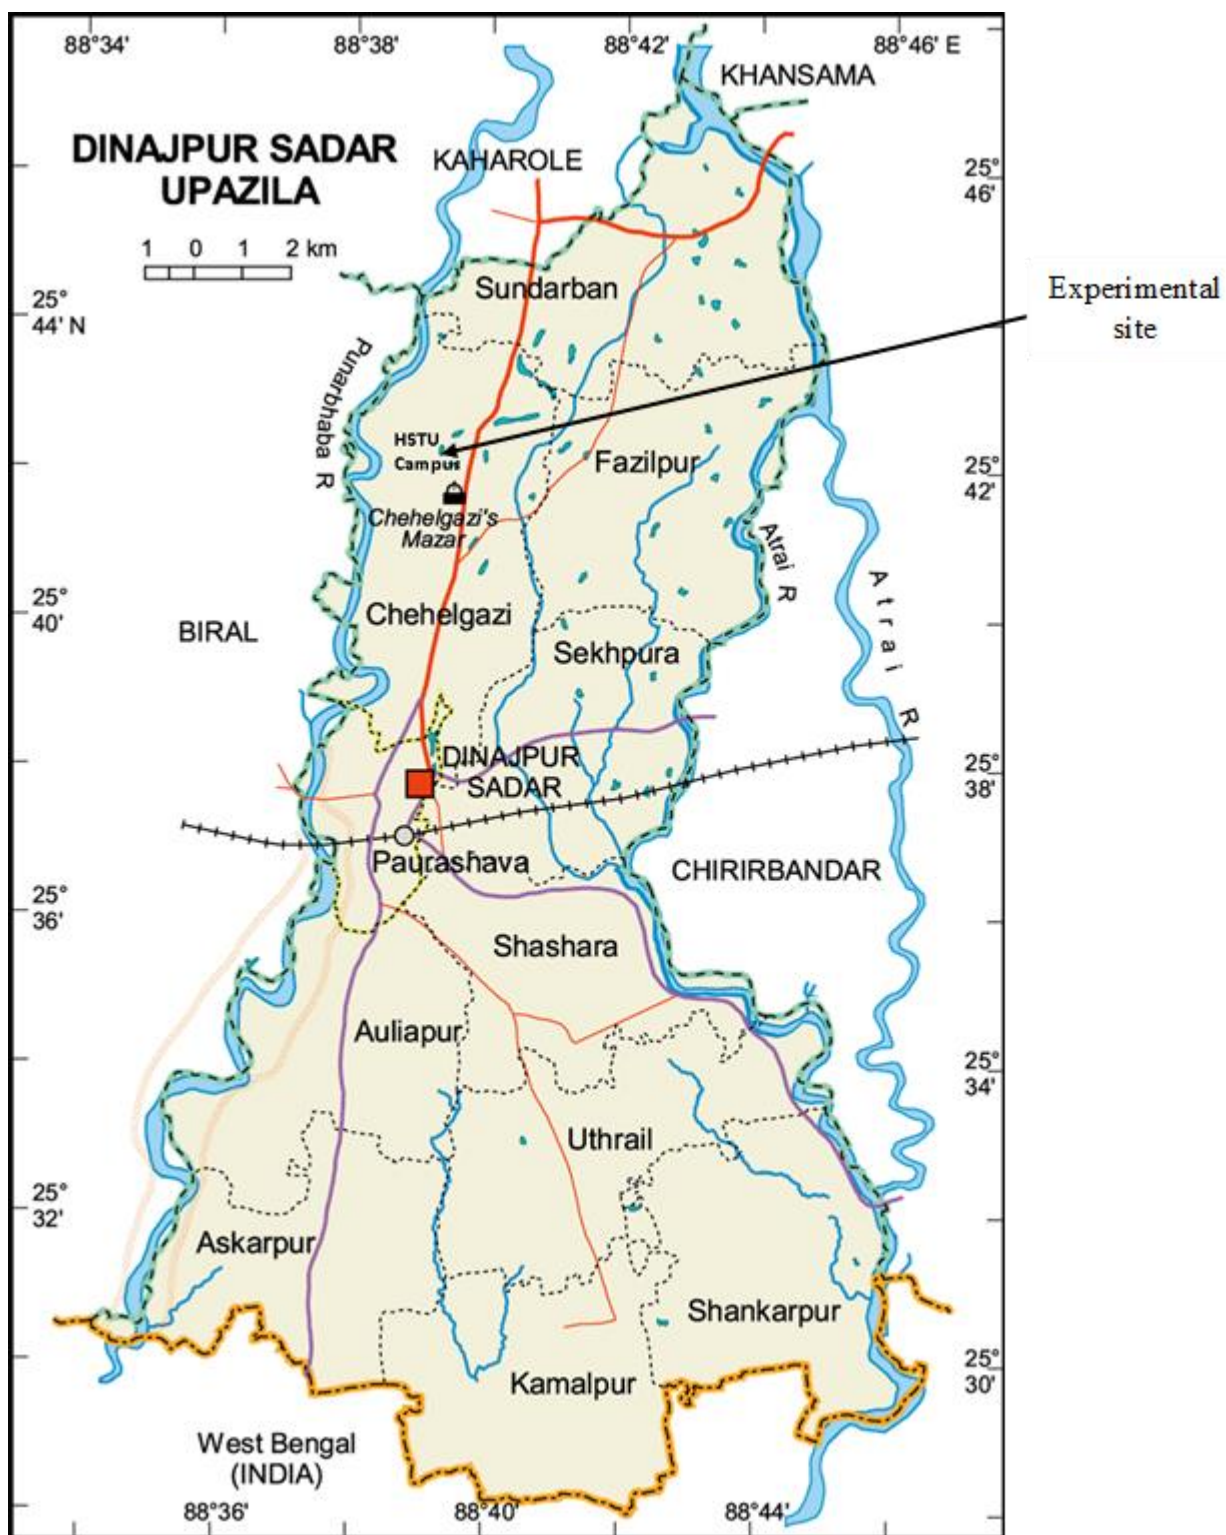 88°34'
88°38'
88°42'
88°46' E
KHANSAMA
DINAJPUR SADAR
UPAZILA
KAHAROLE
25°
46'
1 0 1 2 km
Sundarban
Experimental
site
25°
44' N
Punarbhaba R
HSTU
Campus
Fazilpur
25°
42'
Chehelgazi's
Mazar
Atrai R
Atrai R
25°
40'
Chehelgazi
BIRAL
Sekhpura
DINAJPUR
SADAR
25°
38'
Paurashava
CHIRIRBANDAR
25°
36'
Shashara
Auliapur
25°
34'
Uthrail
25°
32'
Askarpur
Shankarpur
25°
30'
Kamalpur
West Bengal
(INDIA)
88°36'
88°40'
88°44'